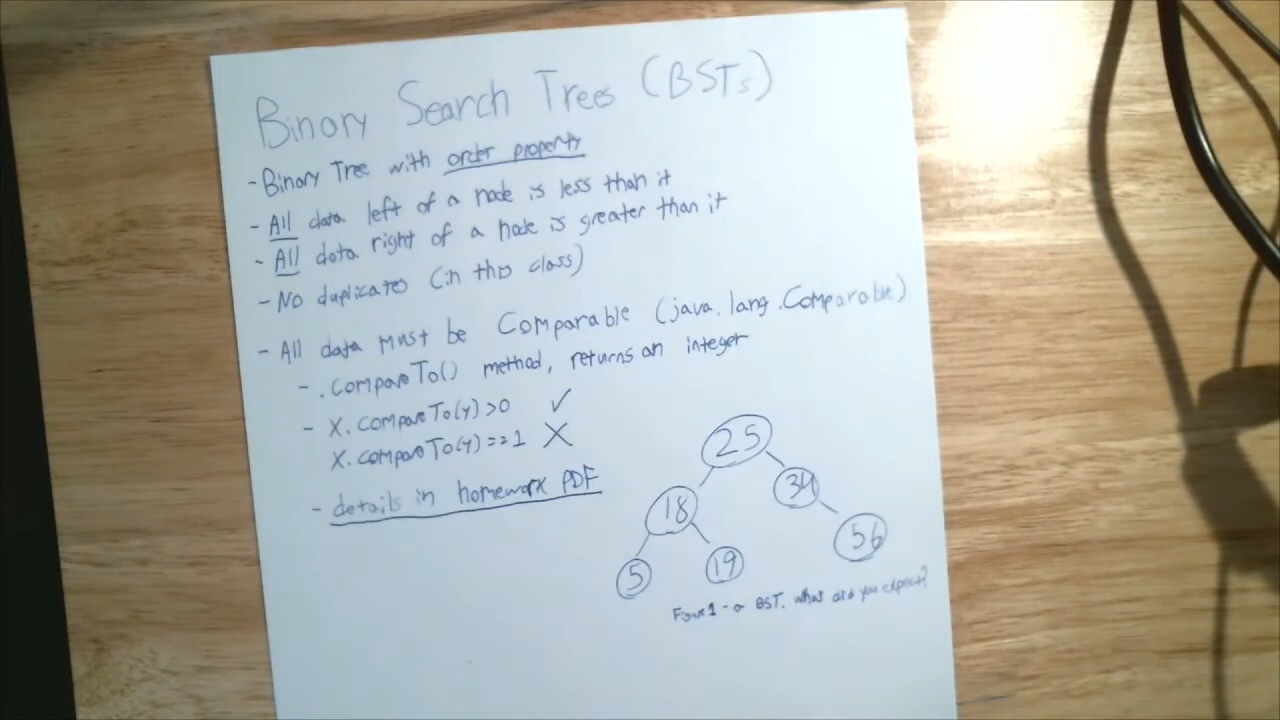 Binary Search Trees (BSTs)
- Binary Tree with order property
- All data left of a node is less than it
- All data right of a node is greater than it
- No duplicates (in this class)
- All data must be Comparable (java.lang.Comparable)
- .compareTo() method, returns an integer
- X.compareTo(Y) > 0 ✓
X.compareTo(Y) == 1 X
- details in homework PDF
25
18 34
5 19 56
Figure 1 - a BST. what did you expect?